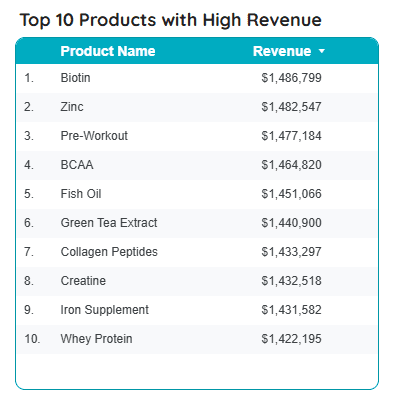 Top 10 Products with High Revenue
Product Name Revenue
1. Biotin $1,486,799
2. Zinc $1,482,547
3. Pre-Workout $1,477,184
4. BCAA $1,464,820
5. Fish Oil $1,451,066
6. Green Tea Extract $1,440,900
7. Collagen Peptides $1,433,297
8. Creatine $1,432,518
9. Iron Supplement $1,431,582
10. Whey Protein $1,422,195